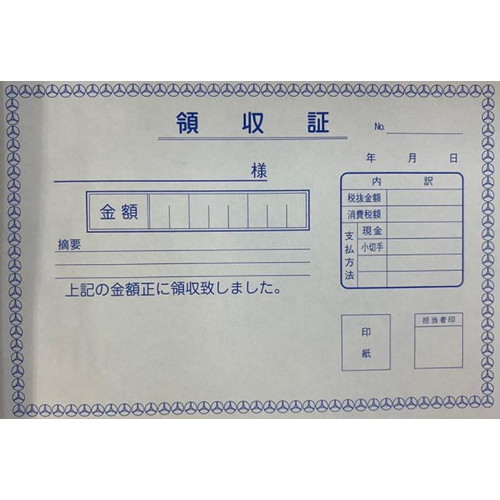 領収証
No.
年 月 日
様
金額
摘要
上記の金額正に領収致しました。
内訳
税抜金額
消費税額
支払方法
現金
小切手
印紙
担当者印